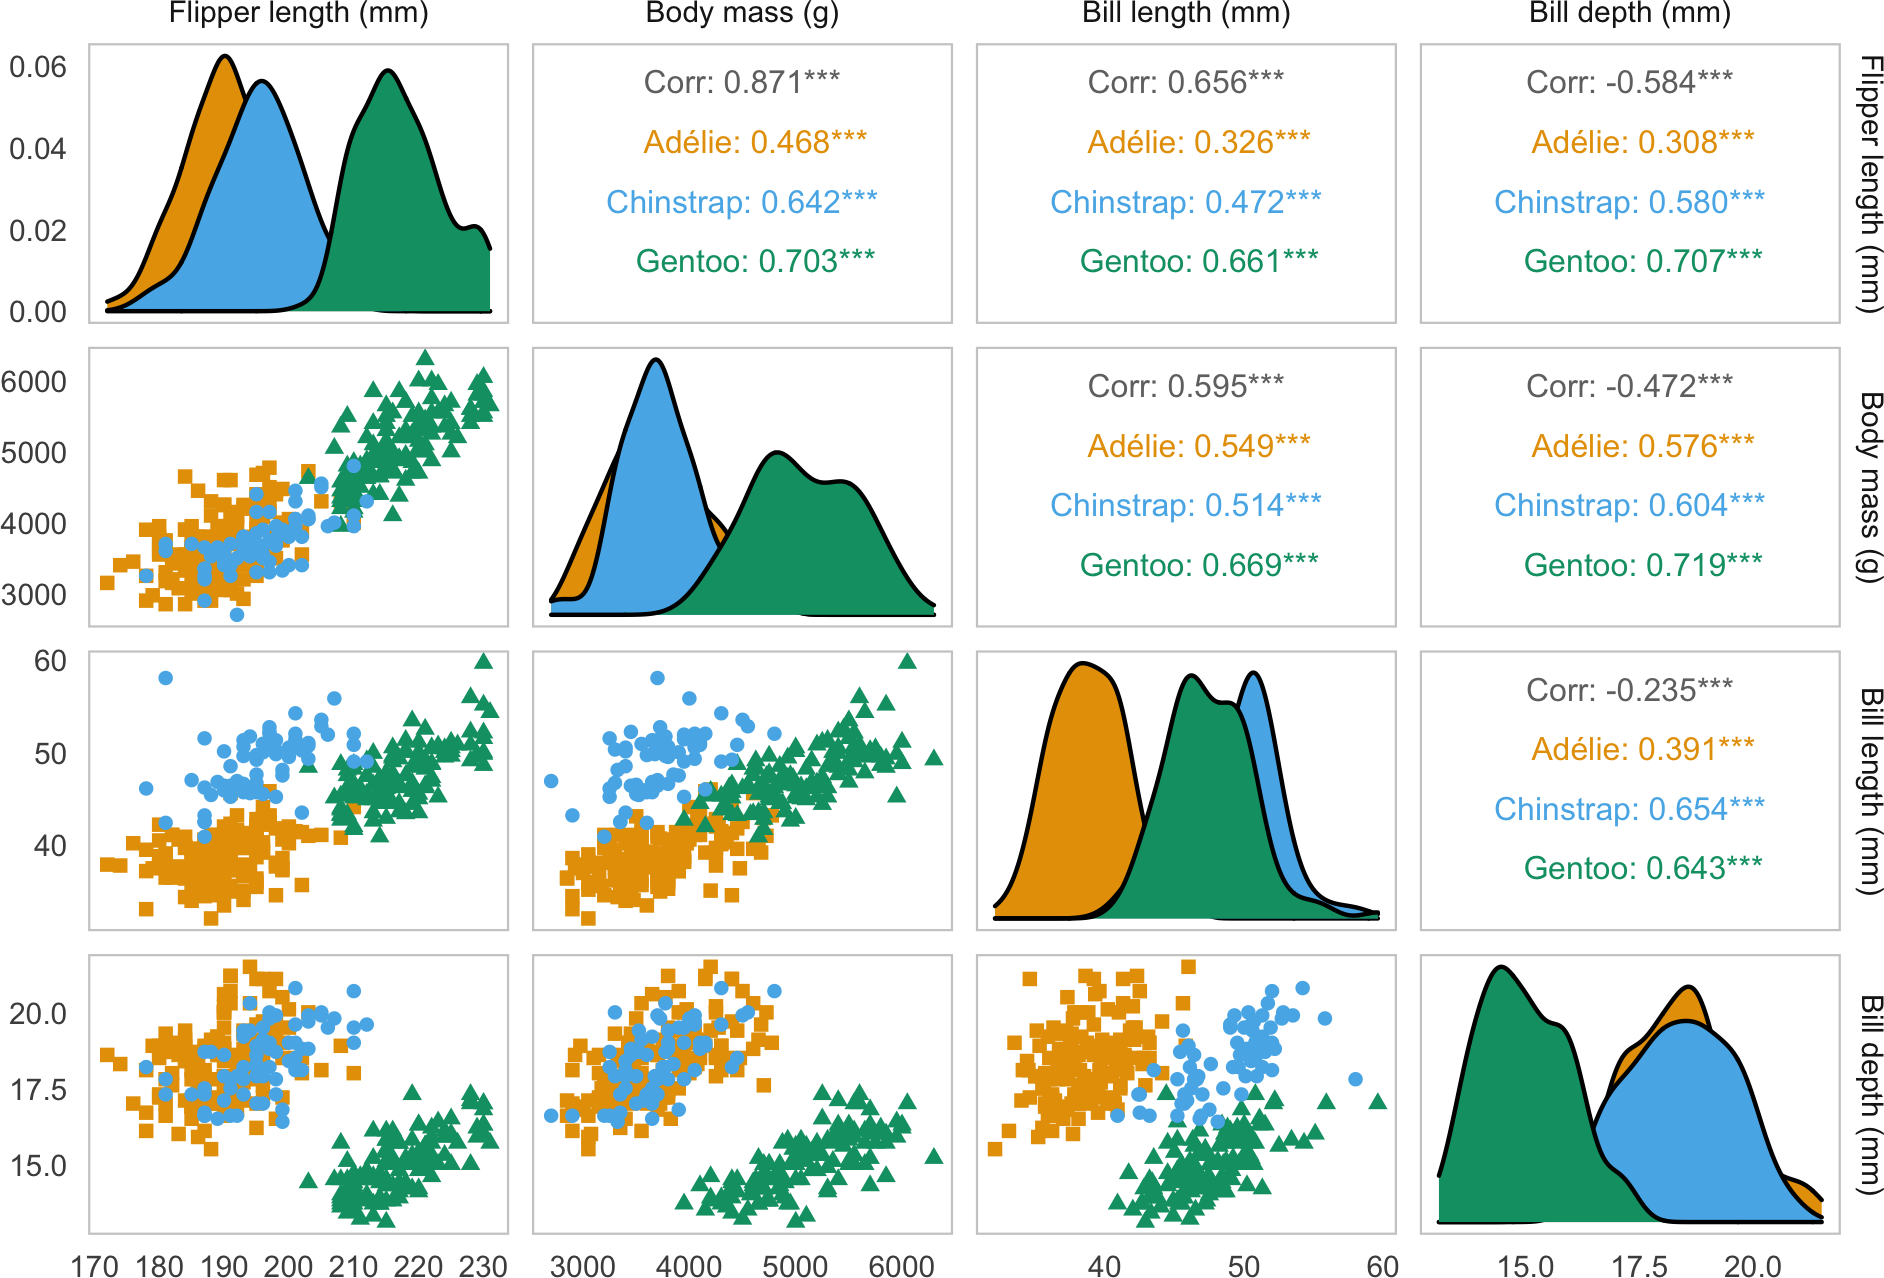 Flipper length (mm)
Body mass (g)
Bill length (mm)
Bill depth (mm)
0.06
0.04
0.02
0.00
Corr: 0.871***
Adélie: 0.468***
Chinstrap: 0.642***
Gentoo: 0.703***
Corr: 0.656***
Adélie: 0.326***
Chinstrap: 0.472***
Gentoo: 0.661***
Corr: -0.584***
Adélie: 0.308***
Chinstrap: 0.580***
Gentoo: 0.707***
Flipper length (mm)
6000
5000
4000
3000
Corr: 0.595***
Adélie: 0.549***
Chinstrap: 0.514***
Gentoo: 0.669***
Corr: -0.472***
Adélie: 0.576***
Chinstrap: 0.604***
Gentoo: 0.719***
Body mass (g)
60
50
40
Corr: -0.235***
Adélie: 0.391***
Chinstrap: 0.654***
Gentoo: 0.643***
Bill length (mm)
20.0
17.5
15.0
Bill depth (mm)
170 180 190 200 210 220 230
3000 4000 5000 6000
40 50 60
15.0 17.5 20.0